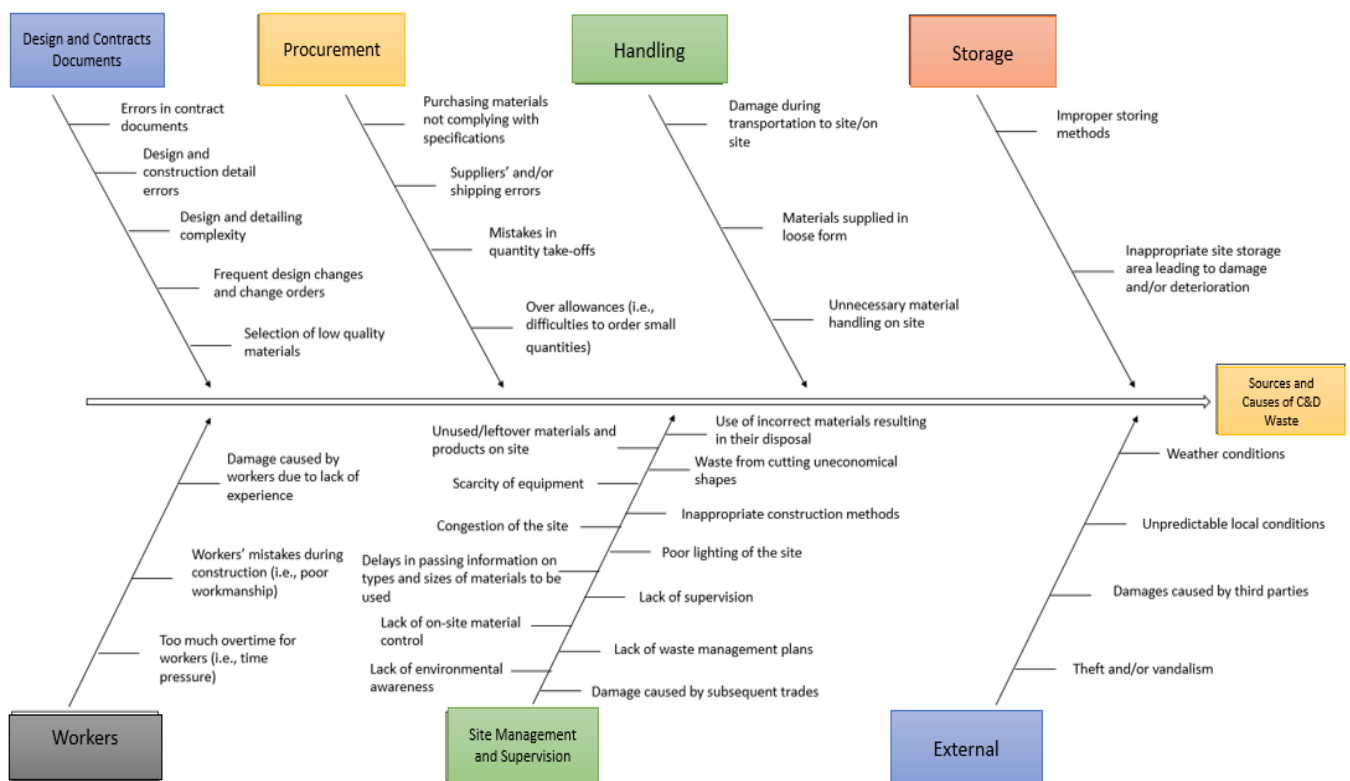 Design and Contracts
Documents
Procurement
Handling
Storage
Errors in contract
documents
Design and
construction detail
errors
Design and detailing
complexity
Frequent design changes
and change orders
Selection of low quality
materials
Purchasing materials
not complying with
specifications
Suppliers' and/or
shipping errors
Mistakes in
quantity take-offs
Over allowances (i.e.,
difficulties to order small
quantities)
Damage during
transportation to site/on
site
Materials supplied in
loose form
Unnecessary material
handling on site
Improper storing
methods
Inappropriate site storage
area leading to damage
and/or deterioration
Sources and
Causes of C&D
Waste
Damage caused by
workers due to lack of
experience
Workers' mistakes during
construction (i.e., poor
workmanship)
Too much overtime for
workers (i.e., time
pressure)
Unused/leftover materials and
products on site
Scarcity of equipment
Congestion of the site
Delays in passing information on
types and sizes of materials to be
used
Lack of on-site material
control
Lack of environmental
awareness
Use of incorrect materials resulting
in their disposal
Waste from cutting uneconomical
shapes
Inappropriate construction methods
Poor lighting of the site
Lack of supervision
Lack of waste management plans
Damage caused by subsequent trades
Weather conditions
Unpredictable local conditions
Damages caused by third parties
Theft and/or vandalism
Workers
Site Management
and Supervision
External